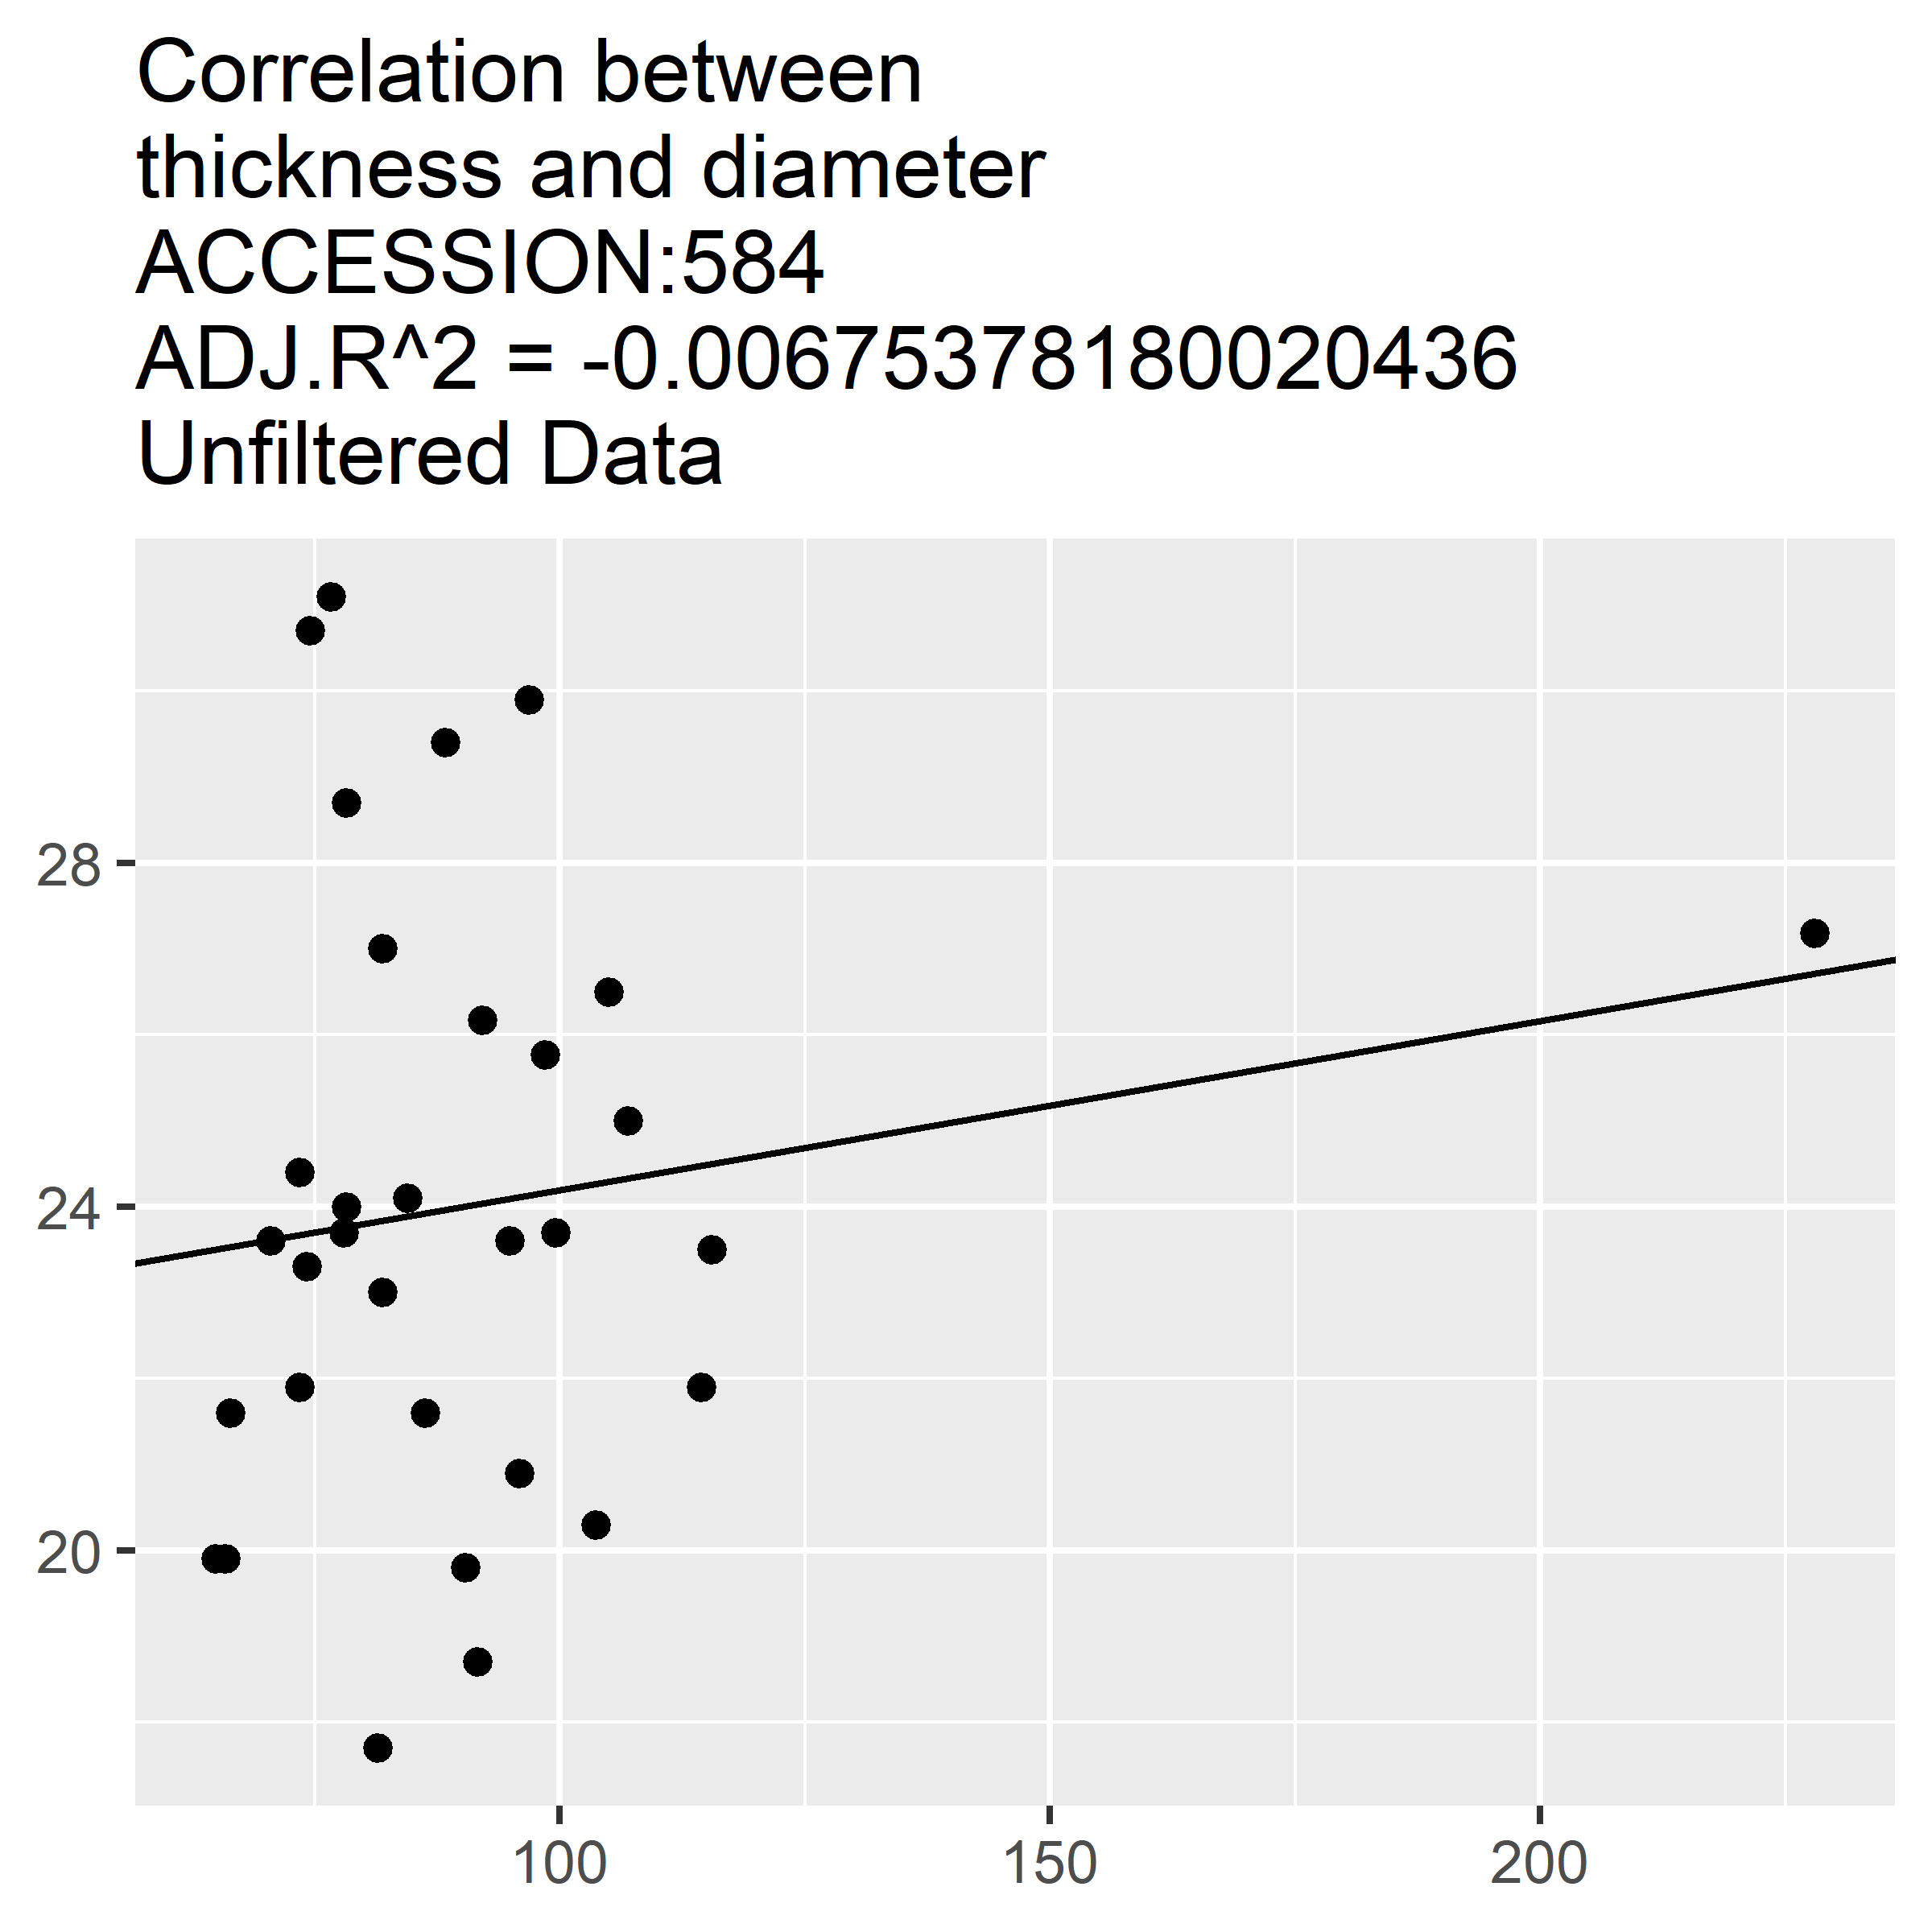 Correlation between
thickness and diameter
ACCESSION:584
ADJ.R^2 = -0.00675378180020436
Unfiltered Data
28
24
20
100
150
200